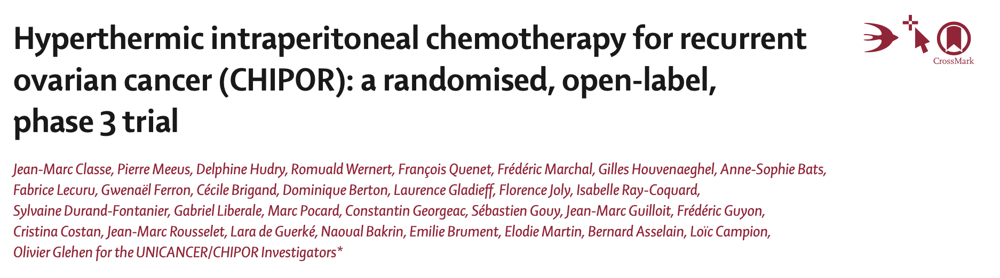 Hyperthermic intraperitoneal chemotherapy for recurrent
ovarian cancer (CHIPOR): a randomised, open-label,
phase 3 trial
CrossMark
Jean-Marc Classe, Pierre Meeus, Delphine Hudry, Romuald Wernert, François Quenet, Frédéric Marchal, Gilles Houvenaeghel, Anne-Sophie Bats,
Fabrice Lecuru, Gwenaël Ferron, Cécile Brigand, Dominique Berton, Laurence Gladieff, Florence Joly, Isabelle Ray-Coquard,
Sylvaine Durand-Fontanier, Gabriel Liberale, Marc Pocard, Constantin Georgeac, Sébastien Gouy, Jean-Marc Guilloit, Frédéric Guyon,
Cristina Costan, Jean-Marc Rousselet, Lara de Guerké, Naoual Bakrin, Emilie Brument, Elodie Martin, Bernard Asselain, Loïc Campion,
Olivier Glehen for the UNICANCER/CHIPOR Investigators*